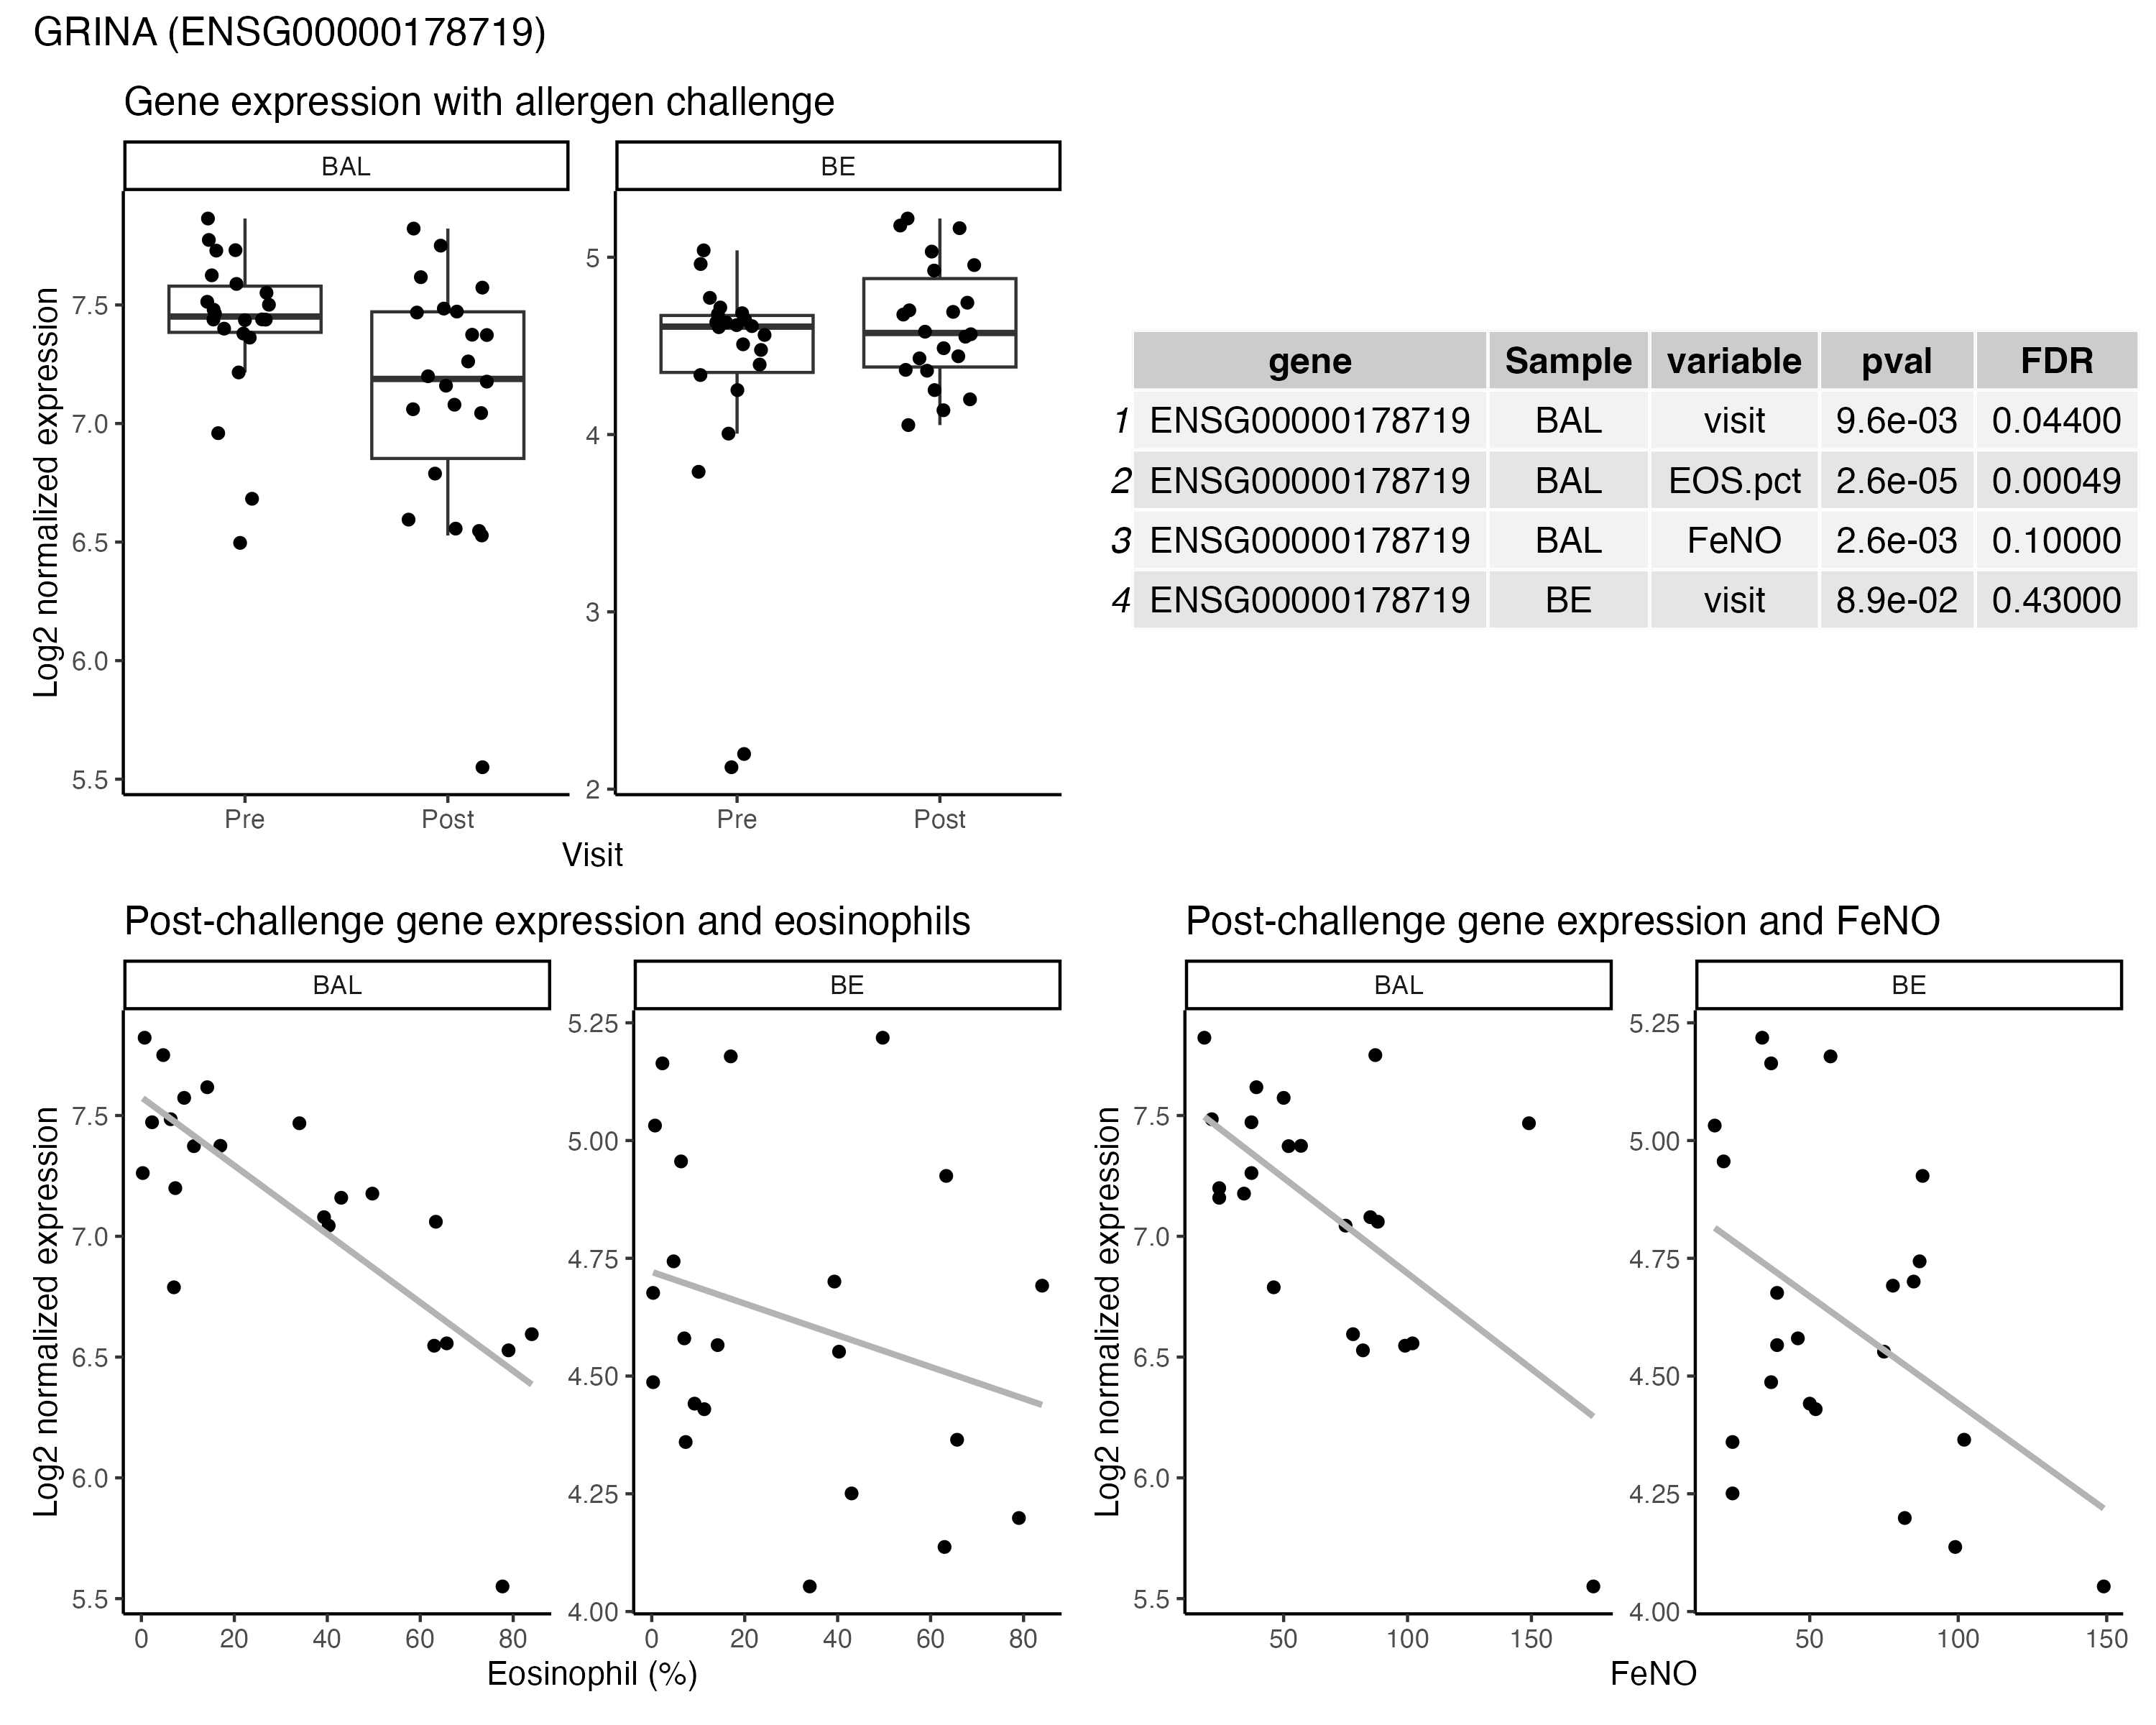 GRINA (ENSG00000178719)
Gene expression with allergen challenge
BAL
BE
Log2 normalized expression
7.5
7.0
6.5
6.0
5.5
5
4
3
2
Pre
Post
Pre
Post
Visit
gene Sample variable pval FDR
1 ENSG00000178719 BAL visit 9.6e-03 0.04400
2 ENSG00000178719 BAL EOS.pct 2.6e-05 0.00049
3 ENSG00000178719 BAL FeNO 2.6e-03 0.10000
4 ENSG00000178719 BE visit 8.9e-02 0.43000
Post-challenge gene expression and eosinophils
BAL
BE
Log2 normalized expression
7.5
7.0
6.5
6.0
5.5
5.25
5.00
4.75
4.50
4.25
4.00
0 20 40 60 80
0 20 40 60 80
Eosinophil (%)
Post-challenge gene expression and FeNO
BAL
BE
Log2 normalized expression
7.5
7.0
6.5
6.0
5.5
5.25
5.00
4.75
4.50
4.25
4.00
50 100 150
50 100 150
FeNO